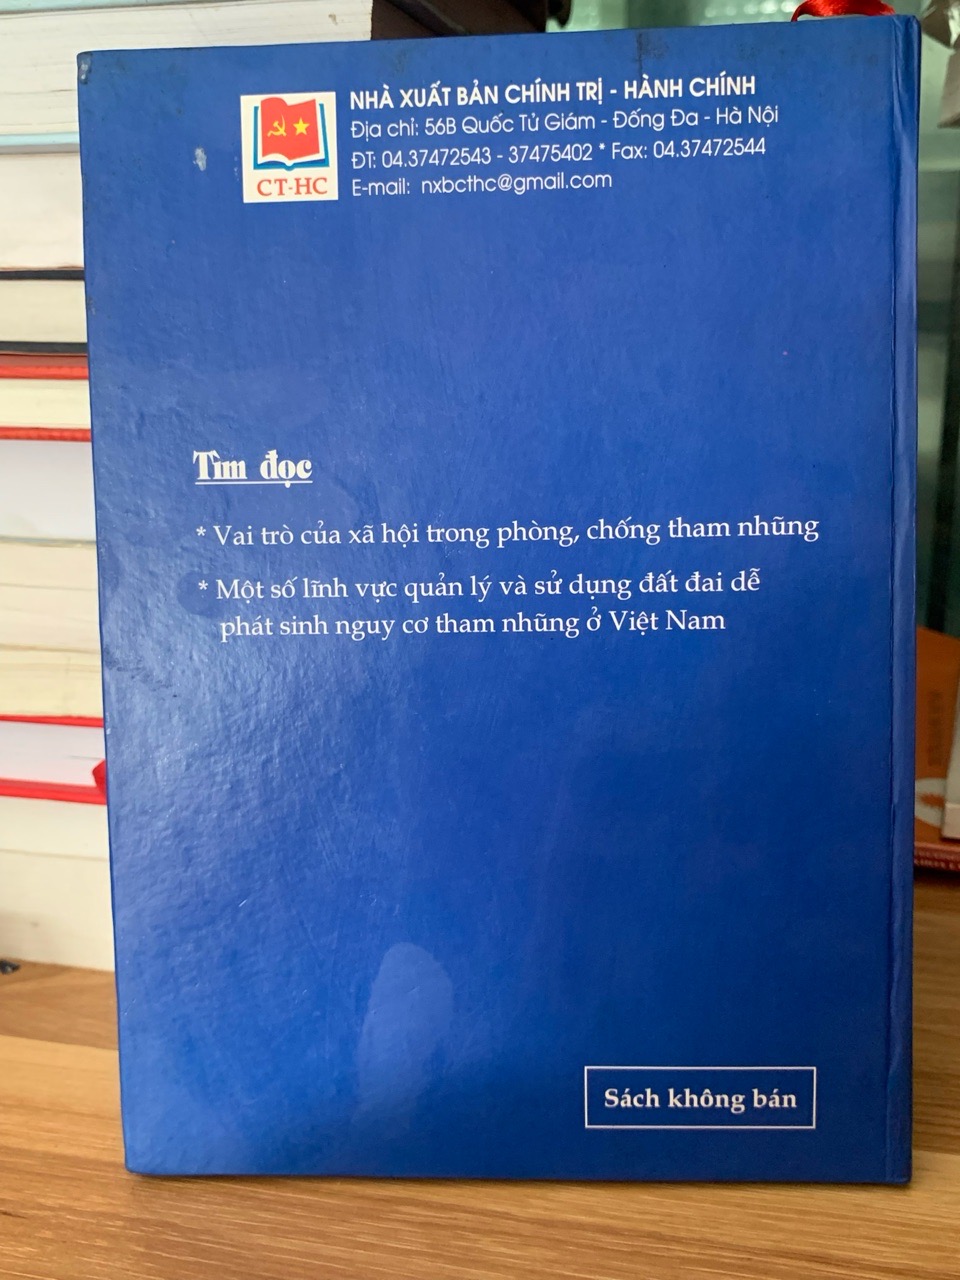 NHÀ XUẤT BẢN CHÍNH TRỊ - HÀNH CHÍNH
Địa chỉ: 56B Quốc Tử Giám - Đống Đa - Hà Nội
ĐT: 04.37472543 - 37475402 * Fax: 04.37472544
E-mail: nxbcthc@gmail.com
CT-HC
Tìm đọc
* Vai trò của xã hội trong phòng, chống tham nhũng
* Một số lĩnh vực quản lý và sử dụng đất đai dễ
phát sinh nguy cơ tham nhũng ở Việt Nam
Sách không bán